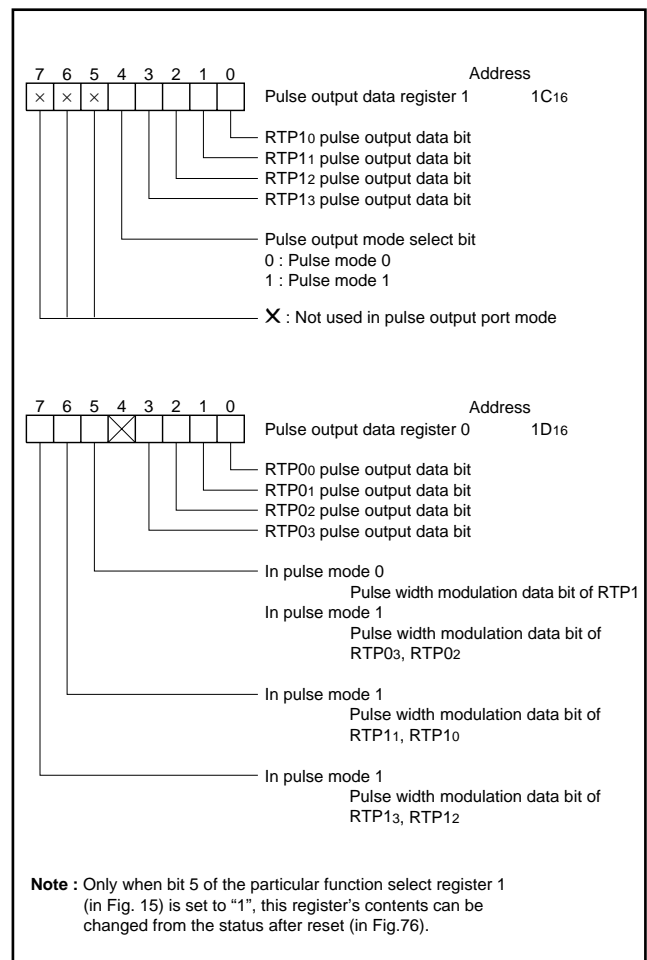 7 6 5 4 3 2 1 0 Address
× × × Pulse output data register 1 1C16
RTP10 pulse output data bit
RTP11 pulse output data bit
RTP12 pulse output data bit
RTP13 pulse output data bit
Pulse output mode select bit
0 : Pulse mode 0
1 : Pulse mode 1
X : Not used in pulse output port mode
7 6 5 4 3 2 1 0 Address
Pulse output data register 0 1D16
RTP00 pulse output data bit
RTP01 pulse output data bit
RTP02 pulse output data bit
RTP03 pulse output data bit
In pulse mode 0
Pulse width modulation data bit of RTP1
In pulse mode 1
Pulse width modulation data bit of
RTP03, RTP02
In pulse mode 1
Pulse width modulation data bit of
RTP11, RTP10
In pulse mode 1
Pulse width modulation data bit of
RTP13, RTP12
Note : Only when bit 5 of the particular function select register 1
(in Fig. 15) is set to “1”, this register's contents can be
changed from the status after reset (in Fig.76).